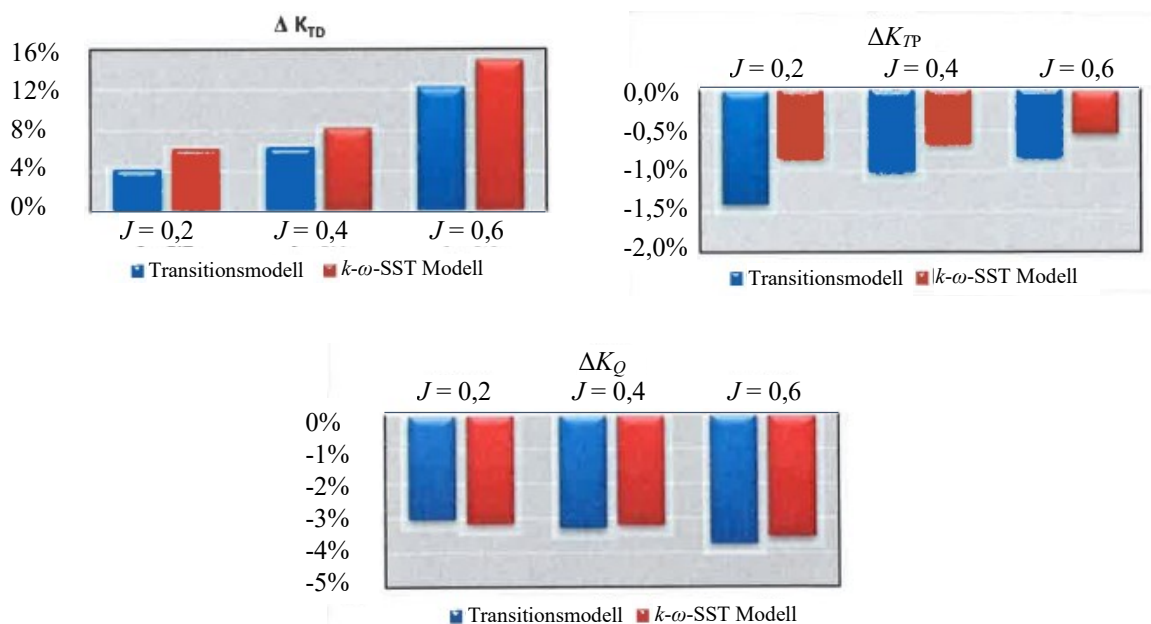 Δ K_TD
16%
12%
8%
4%
0%
J = 0,2 J = 0,4 J = 0,6
Transitionsmodell k-ω-SST Modell
ΔK_TP
J = 0,2 J = 0,4 J = 0,6
0,0%
-0,5%
-1,0%
-1,5%
-2,0%
Transitionsmodell k-ω-SST Modell
ΔK_Q
J = 0,2 J = 0,4 J = 0,6
0%
-1%
-2%
-3%
-4%
-5%
Transitionsmodell k-ω-SST Modell